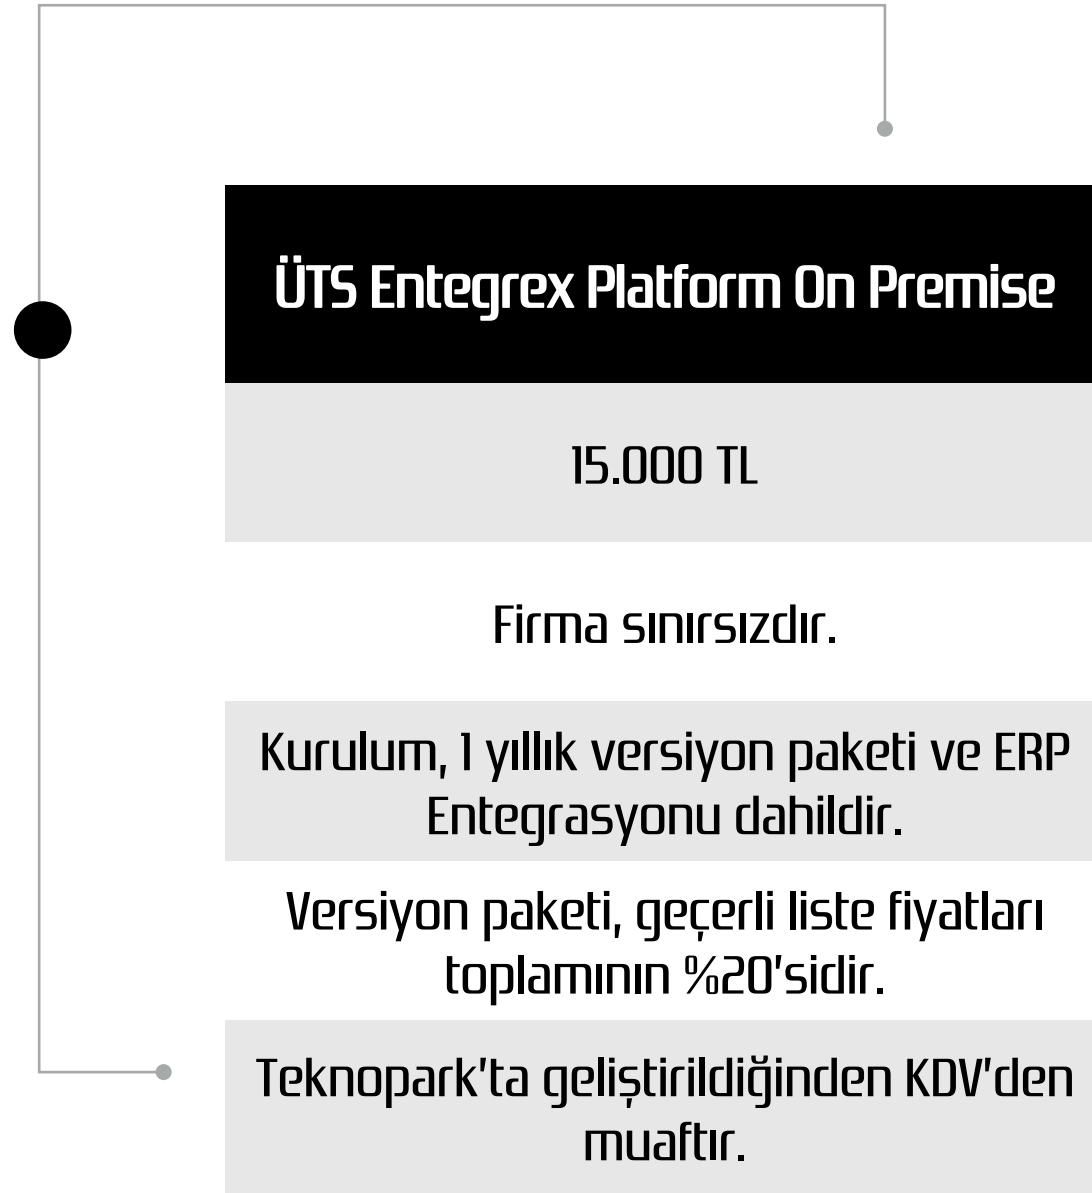 ÜTS Entegrex Platform On Premise
15.000 TL
Firma sınırsızdır.
Kurulum, 1 yıllık versiyon paketi ve ERP
Entegrasyonu dahildir.
Versiyon paketi, geçerli liste fiyatları
toplamının %20'sidir.
Teknopark'ta geliştirildiğinden KDV'den
muaftır.